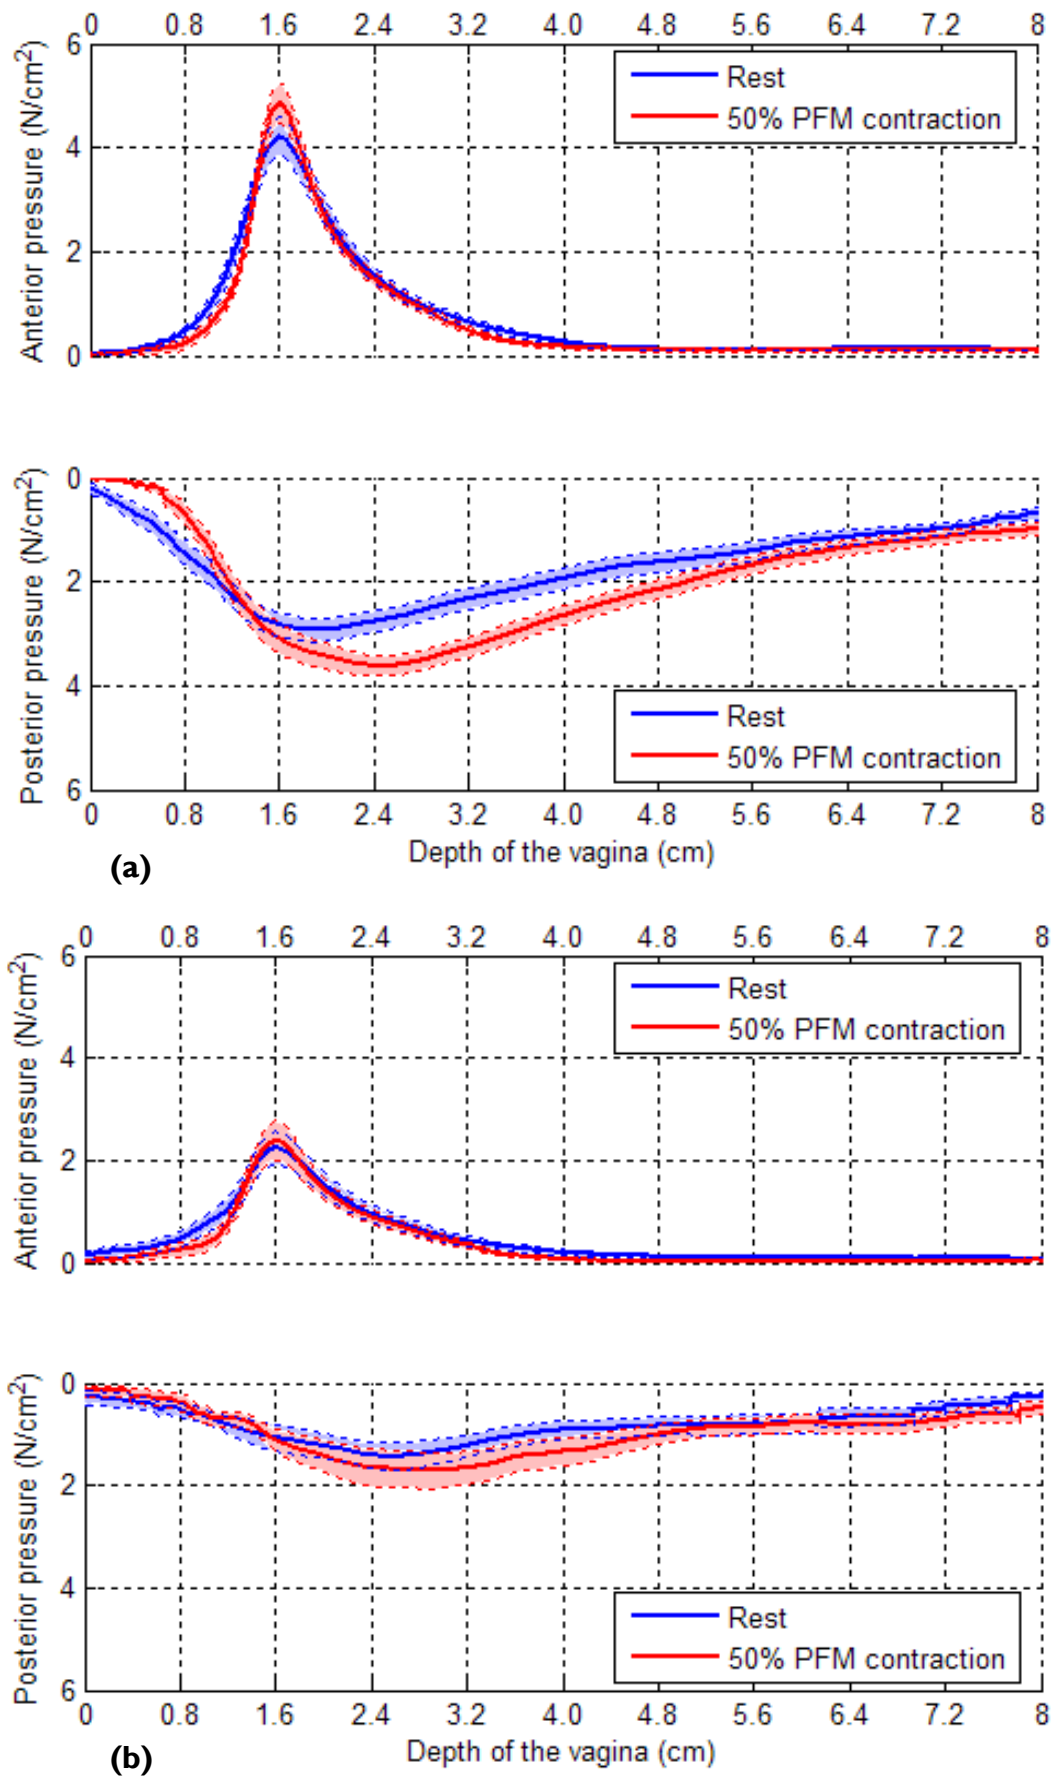 0 0.8 1.6 2.4 3.2 4.0 4.8 5.6 6.4 7.2 8
6
4
2
0
Anterior pressure (N/cm²)
Rest
50% PFM contraction
0
2
4
6
Posterior pressure (N/cm²)
Rest
50% PFM contraction
0 0.8 1.6 2.4 3.2 4.0 4.8 5.6 6.4 7.2 8
Depth of the vagina (cm)
(a)
0 0.8 1.6 2.4 3.2 4.0 4.8 5.6 6.4 7.2 8
6
4
2
0
Anterior pressure (N/cm²)
Rest
50% PFM contraction
0
2
4
6
Posterior pressure (N/cm²)
Rest
50% PFM contraction
0 0.8 1.6 2.4 3.2 4.0 4.8 5.6 6.4 7.2 8
Depth of the vagina (cm)
(b)